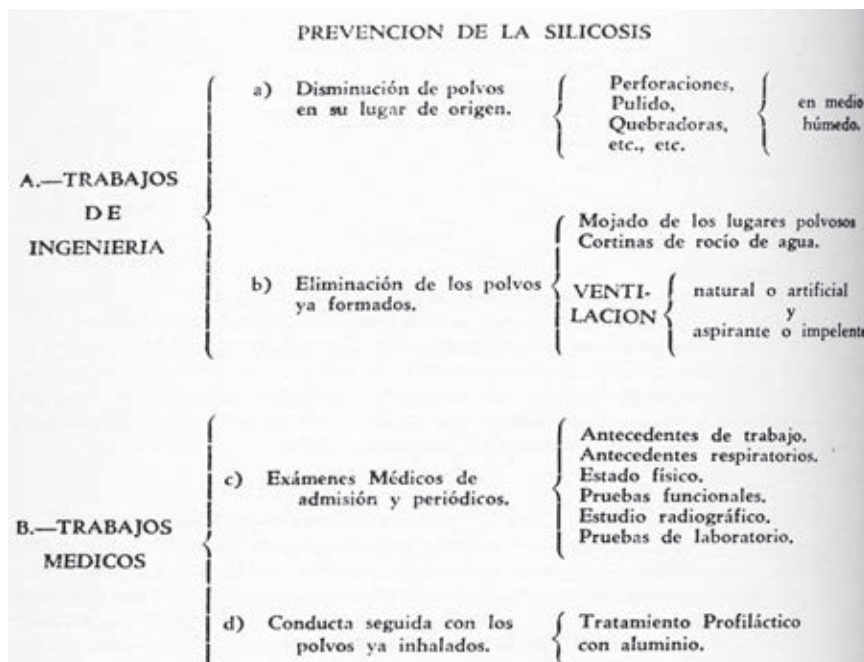 PREVENCION DE LA SILICOSIS
A.—TRABAJOS
DE
INGENIERIA
a) Disminución de polvos
en su lugar de origen.
Perforaciones,
Pulido,
Quebradoras,
etc., etc.
en medio
húmedo.
b) Eliminación de los polvos
ya formados.
Mojado de los lugares polvosos
Cortinas de rocío de agua.
VENTI-
LACION
natural o artificial
y
aspirante o impelente
B.—TRABAJOS
MEDICOS
c) Exámenes Médicos de
admisión y periódicos.
Antecedentes de trabajo.
Antecedentes respiratorios.
Estado físico.
Pruebas funcionales.
Estudio radiográfico.
Pruebas de laboratorio.
d) Conducta seguida con los
polvos ya inhalados.
Tratamiento Profiláctico
con aluminio.